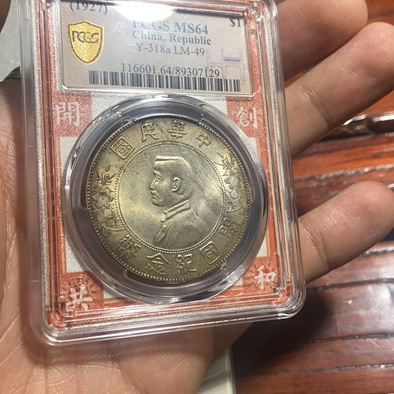 (1927) $1
PCGS MS64
China, Republic
Y-318a LM-49
116601.64/89307129
PCGS
開 創
中華民國
開國紀念幣
共 和